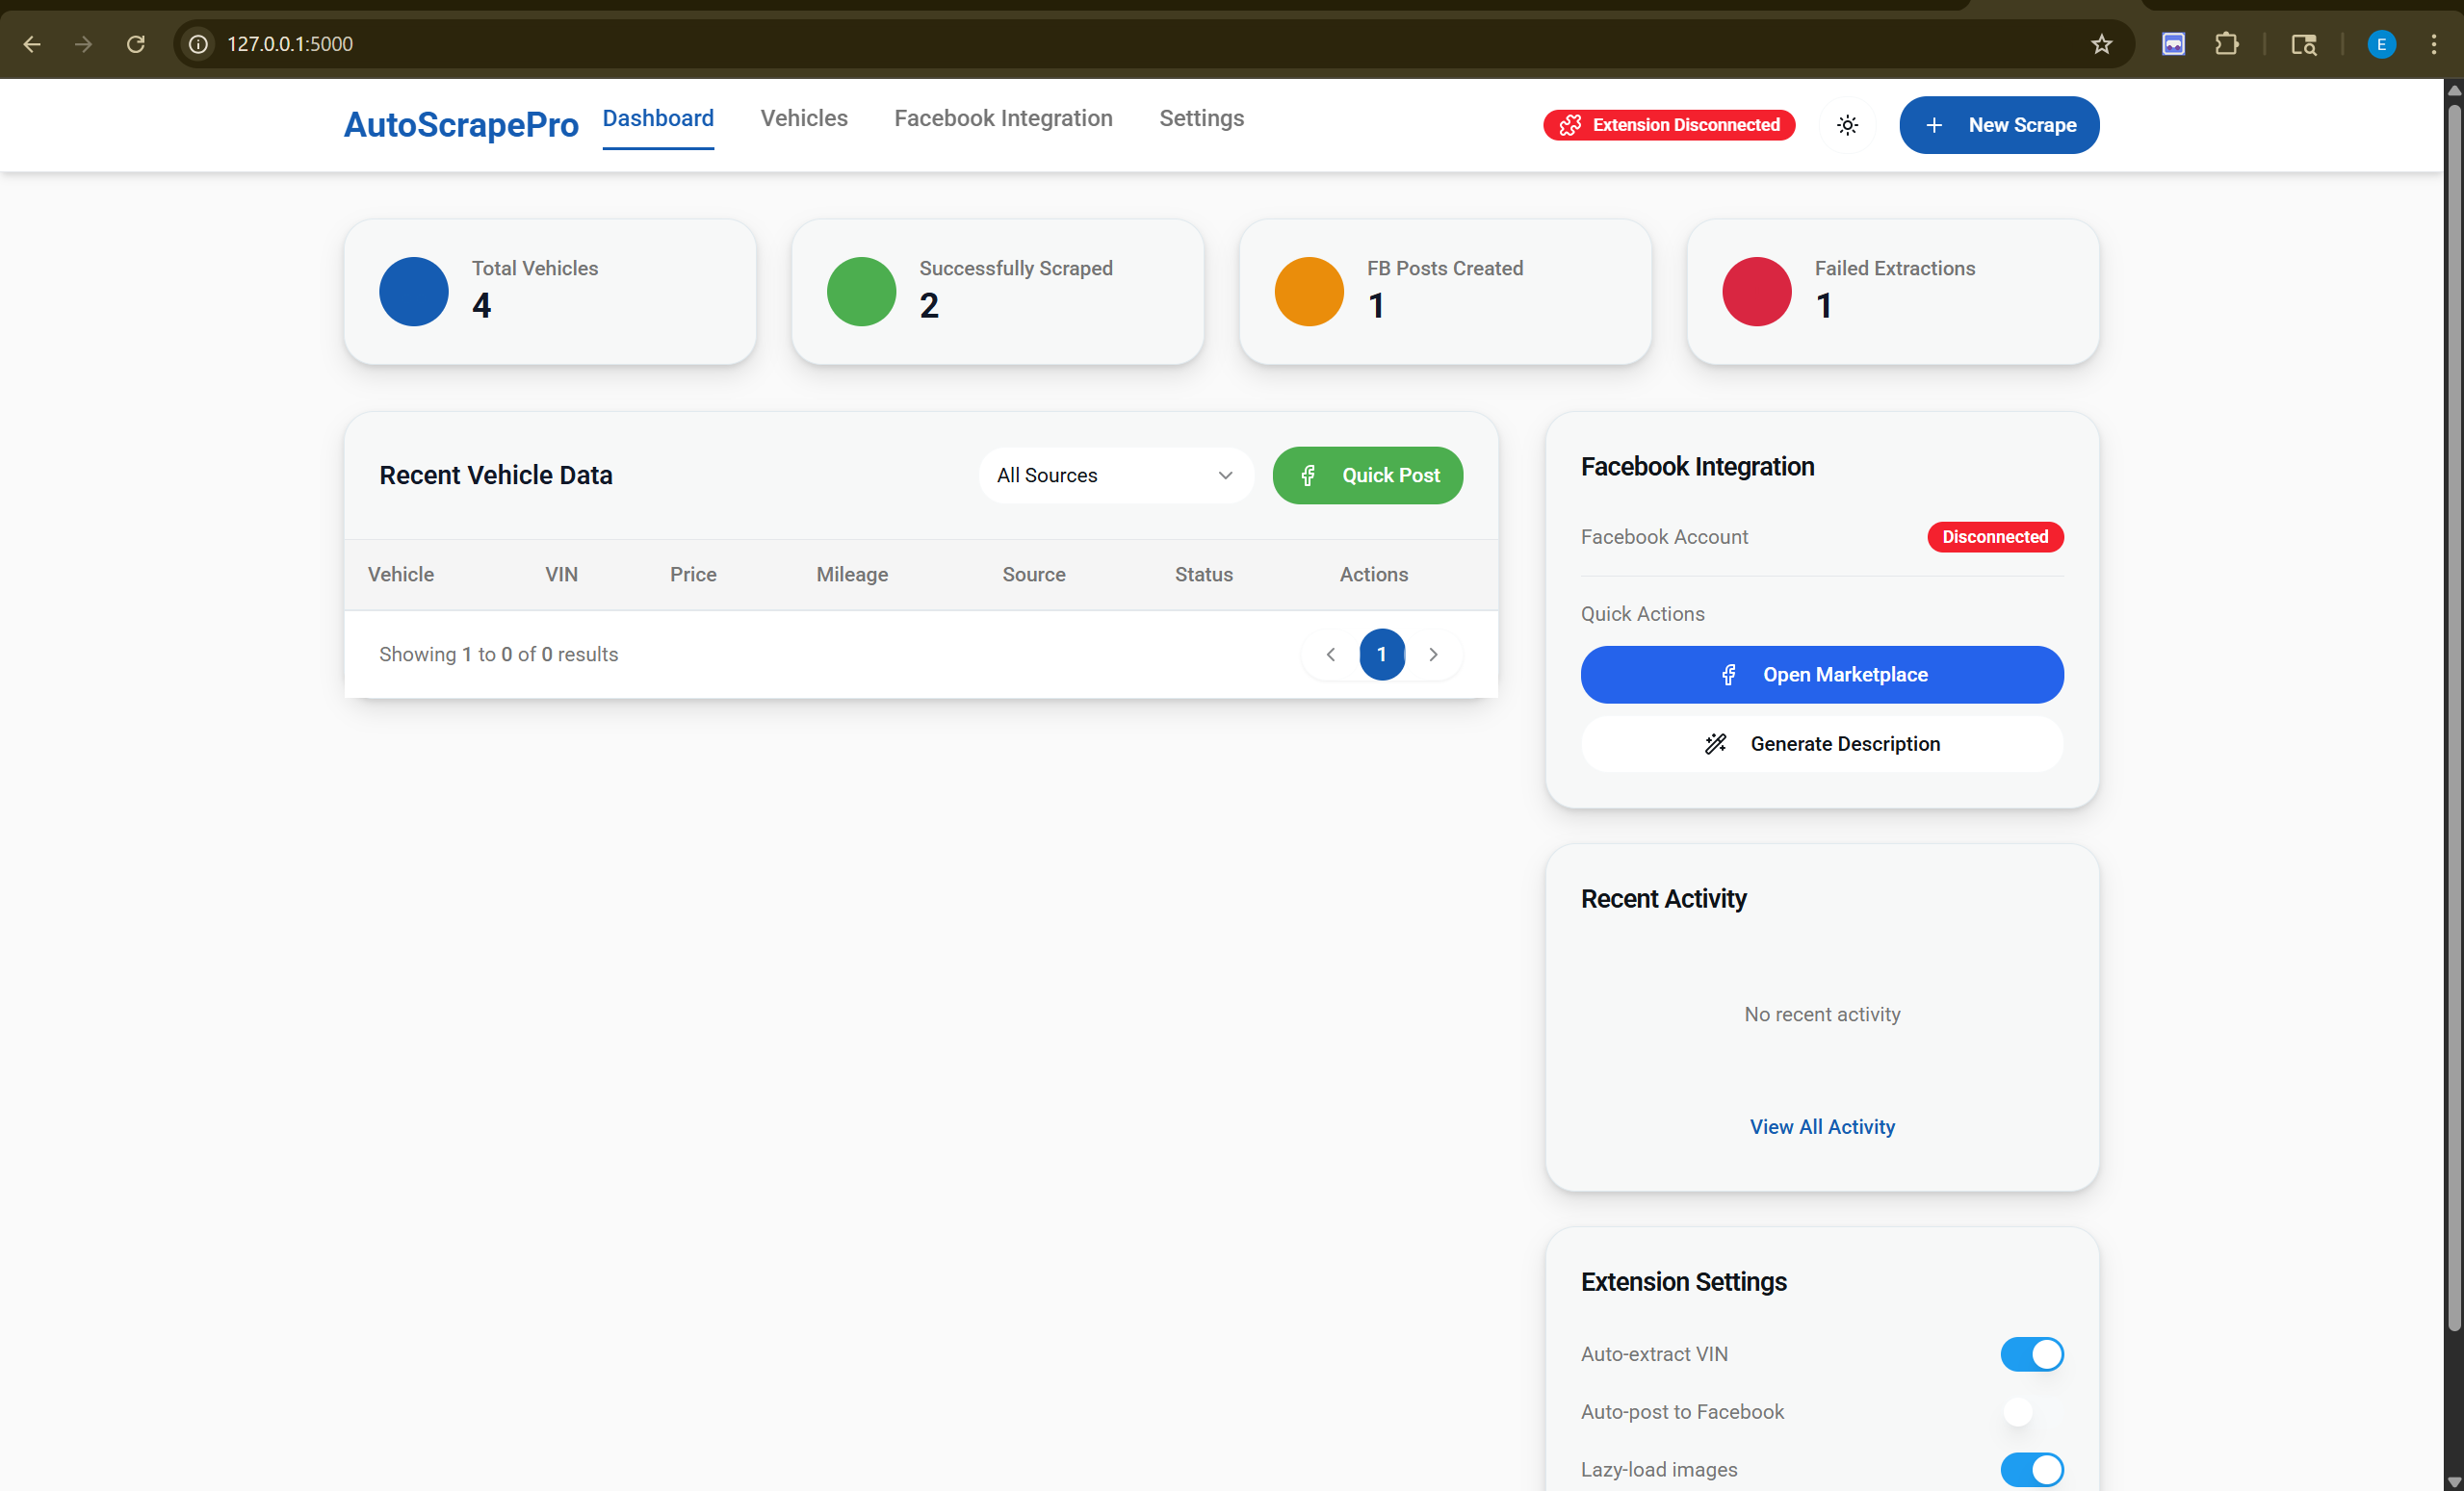 127.0.0.1:5000
E
AutoScrapePro
Dashboard
Vehicles
Facebook Integration
Settings
Extension Disconnected
New Scrape
Total Vehicles
4
Successfully Scraped
2
FB Posts Created
1
Failed Extractions
1
Recent Vehicle Data
All Sources
Quick Post
Vehicle VIN Price Mileage Source Status Actions
Showing 1 to 0 of 0 results
1
Facebook Integration
Facebook Account
Disconnected
Quick Actions
Open Marketplace
Generate Description
Recent Activity
No recent activity
View All Activity
Extension Settings
Auto-extract VIN
Auto-post to Facebook
Lazy-load images